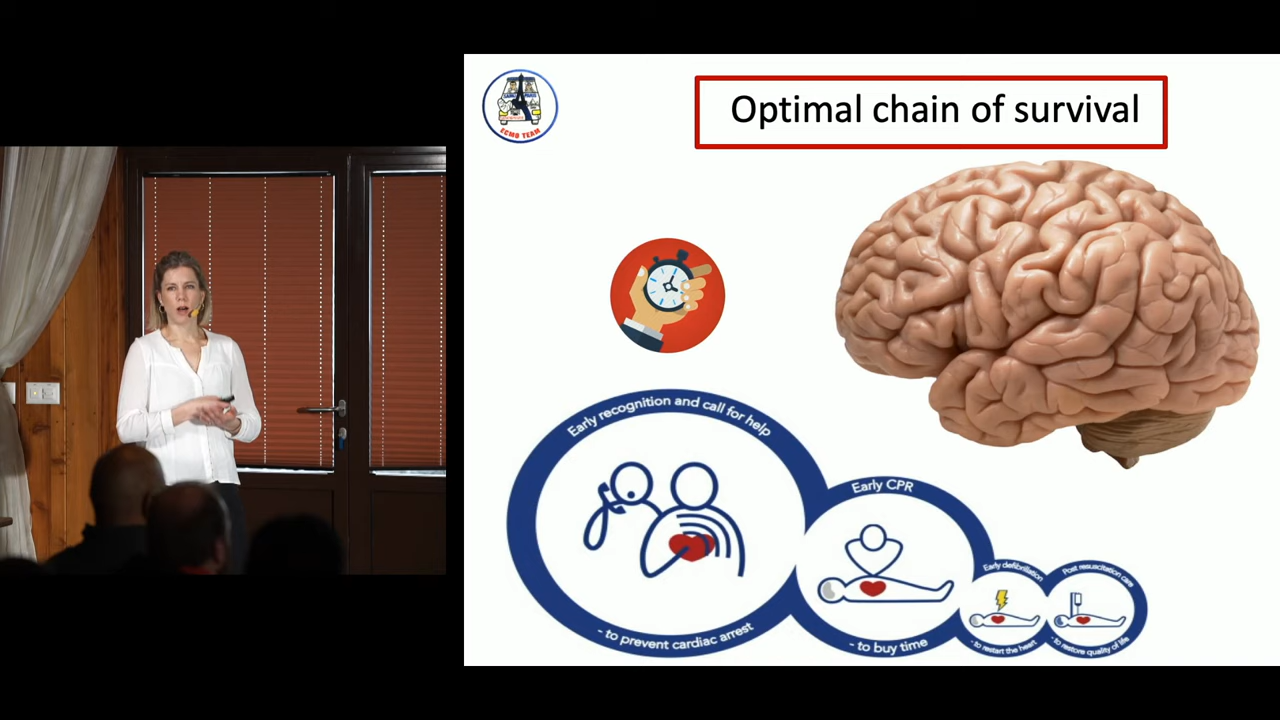 Optimal chain of survival
ECMO TEAM
Early recognition and call for help
- to prevent cardiac arrest
Early CPR
- to buy time
Early defibrillation
- to restart the heart
Post resuscitation care
- to restore quality of life